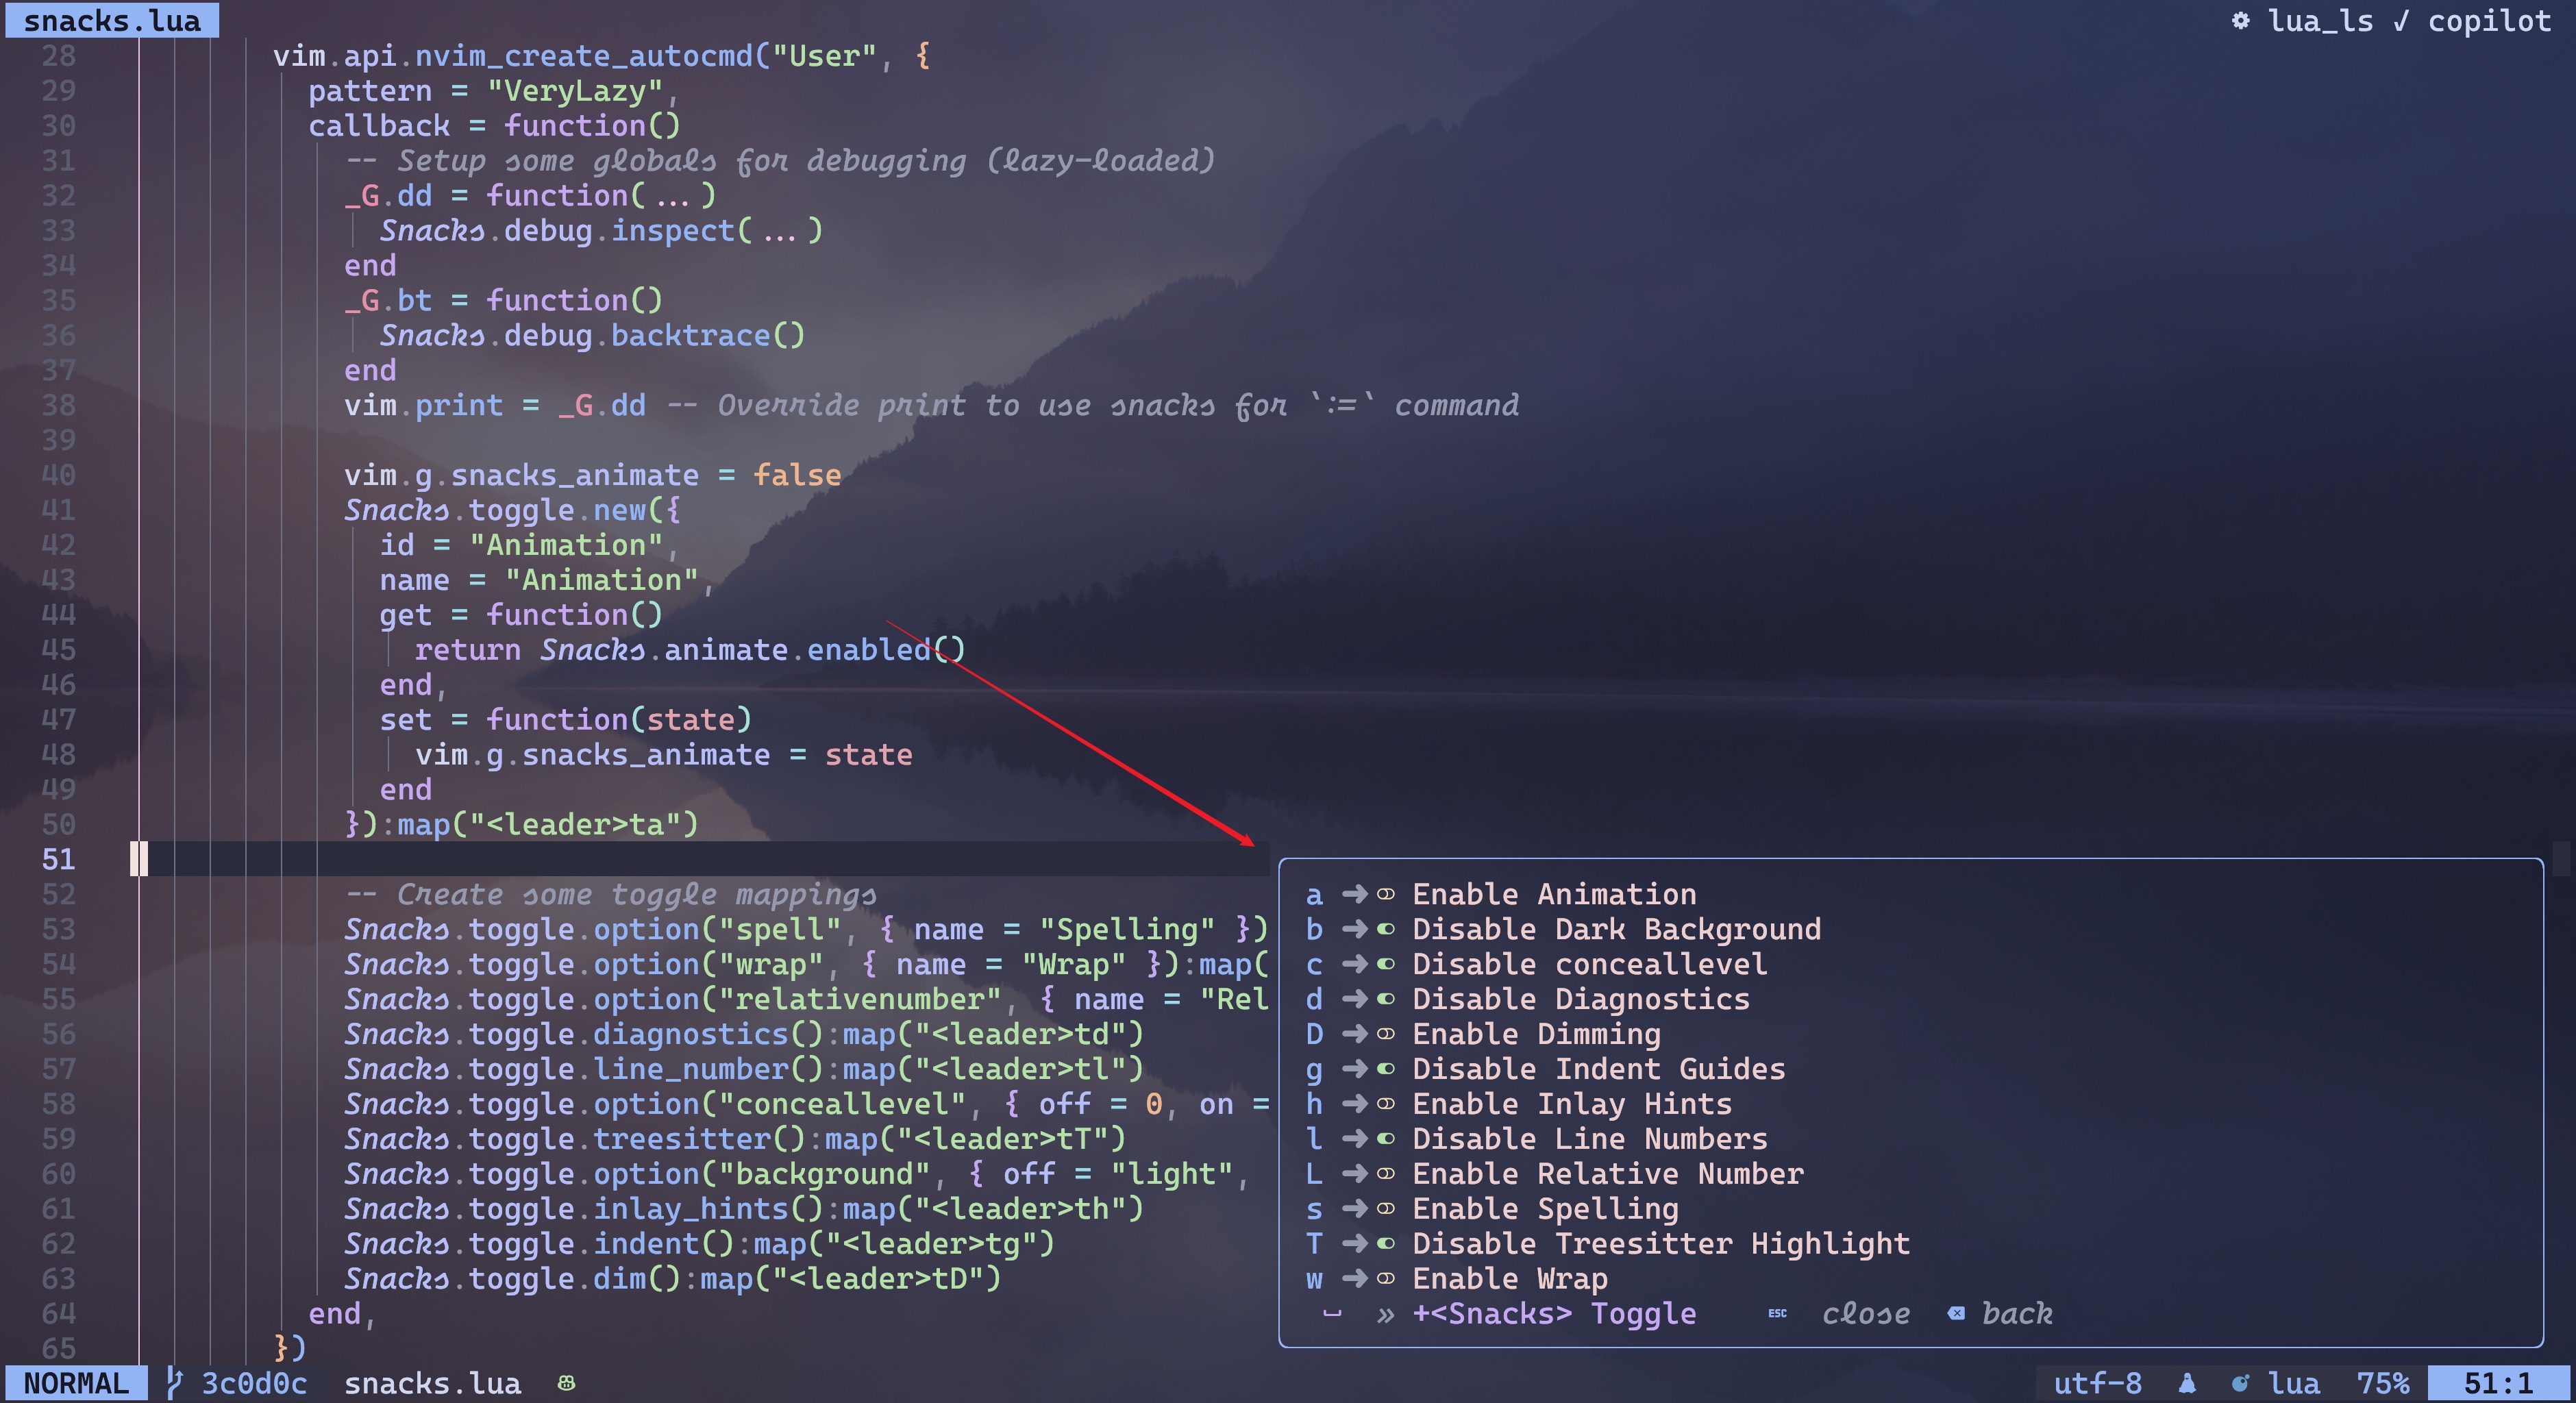 snacks.lua
lua_ls ✓ copilot
28 vim.api.nvim_create_autocmd("User", {
29 pattern = "VeryLazy",
30 callback = function()
31 -- Setup some globals for debugging (lazy-loaded)
32 _G.dd = function(...)
33 Snacks.debug.inspect(...)
34 end
35 _G.bt = function()
36 Snacks.debug.backtrace()
37 end
38 vim.print = _G.dd -- Override print to use snacks for `:=` command
39
40 vim.g.snacks_animate = false
41 Snacks.toggle.new({
42 id = "Animation",
43 name = "Animation",
44 get = function()
45 return Snacks.animate.enabled()
46 end,
47 set = function(state)
48 vim.g.snacks_animate = state
49 end
50 }):map("<leader>ta")
51
52 -- Create some toggle mappings
53 Snacks.toggle.option("spell", { name = "Spelling" })
54 Snacks.toggle.option("wrap", { name = "Wrap" }):map(
55 Snacks.toggle.option("relativenumber", { name = "Rel
56 Snacks.toggle.diagnostics():map("<leader>td")
57 Snacks.toggle.line_number():map("<leader>tl")
58 Snacks.toggle.option("conceallevel", { off = 0, on =
59 Snacks.toggle.treesitter():map("<leader>tT")
60 Snacks.toggle.option("background", { off = "light",
61 Snacks.toggle.inlay_hints():map("<leader>th")
62 Snacks.toggle.indent():map("<leader>tg")
63 Snacks.toggle.dim():map("<leader>tD")
64 end,
65 })
a ➜ Enable Animation
b ➜ Disable Dark Background
c ➜ Disable conceallevel
d ➜ Disable Diagnostics
D ➜ Enable Dimming
g ➜ Disable Indent Guides
h ➜ Enable Inlay Hints
l ➜ Disable Line Numbers
L ➜ Enable Relative Number
s ➜ Enable Spelling
T ➜ Disable Treesitter Highlight
w ➜ Enable Wrap
» +<Snacks> Toggle ESC close back
NORMAL 3c0d0c snacks.lua
utf-8 lua 75% 51:1